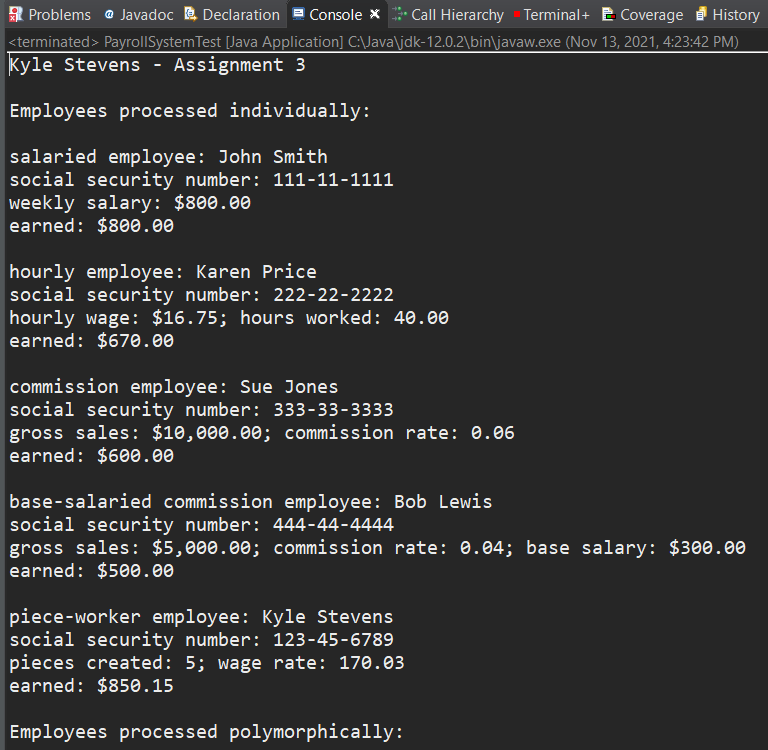 Problems Javadoc Declaration Console Call Hierarchy Terminal+ Coverage History
<terminated> PayrollSystemTest [Java Application] C:\Java\jdk-12.0.2\bin\javaw.exe (Nov 13, 2021, 4:23:42 PM)
Kyle Stevens - Assignment 3
Employees processed individually:
salaried employee: John Smith
social security number: 111-11-1111
weekly salary: $800.00
earned: $800.00
hourly employee: Karen Price
social security number: 222-22-2222
hourly wage: $16.75; hours worked: 40.00
earned: $670.00
commission employee: Sue Jones
social security number: 333-33-3333
gross sales: $10,000.00; commission rate: 0.06
earned: $600.00
base-salaried commission employee: Bob Lewis
social security number: 444-44-4444
gross sales: $5,000.00; commission rate: 0.04; base salary: $300.00
earned: $500.00
piece-worker employee: Kyle Stevens
social security number: 123-45-6789
pieces created: 5; wage rate: 170.03
earned: $850.15
Employees processed polymorphically: